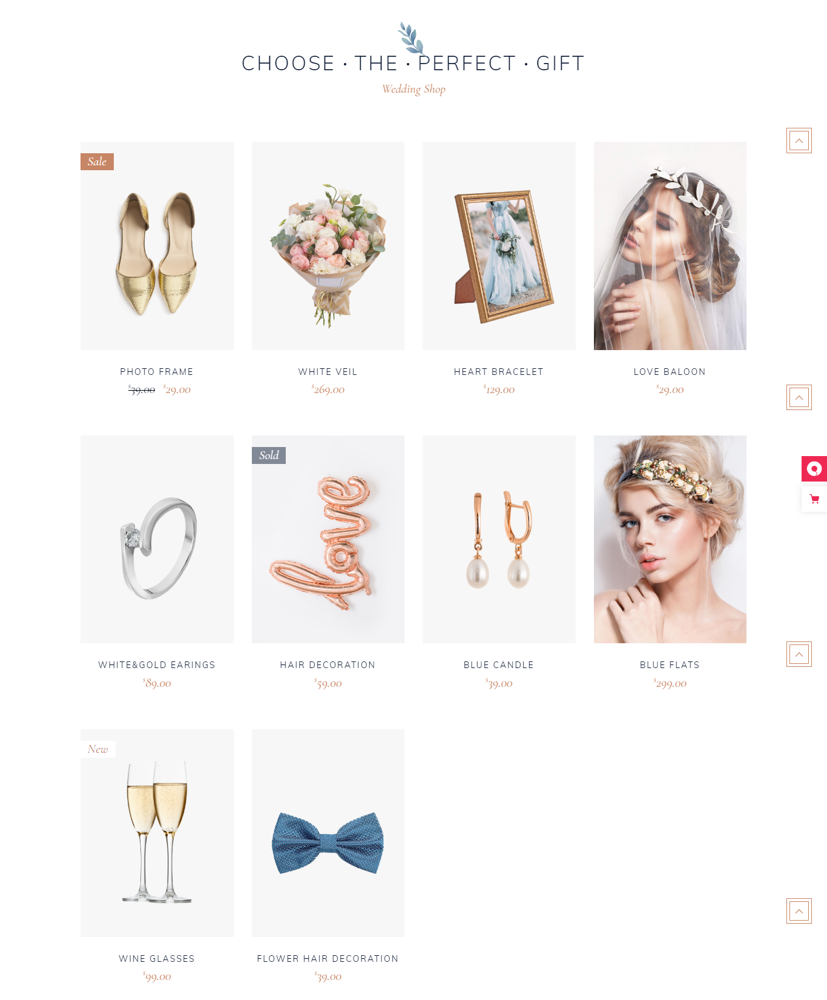 CHOOSE • THE • PERFECT • GIFT
Wedding Shop
Sale
PHOTO FRAME
$39.00 $29.00
WHITE VEIL
$269.00
HEART BRACELET
$129.00
LOVE BALOON
$29.00
Sold
love
WHITE&GOLD EARINGS
$89.00
HAIR DECORATION
$59.00
BLUE CANDLE
$39.00
BLUE FLATS
$299.00
New
WINE GLASSES
$99.00
FLOWER HAIR DECORATION
$39.00